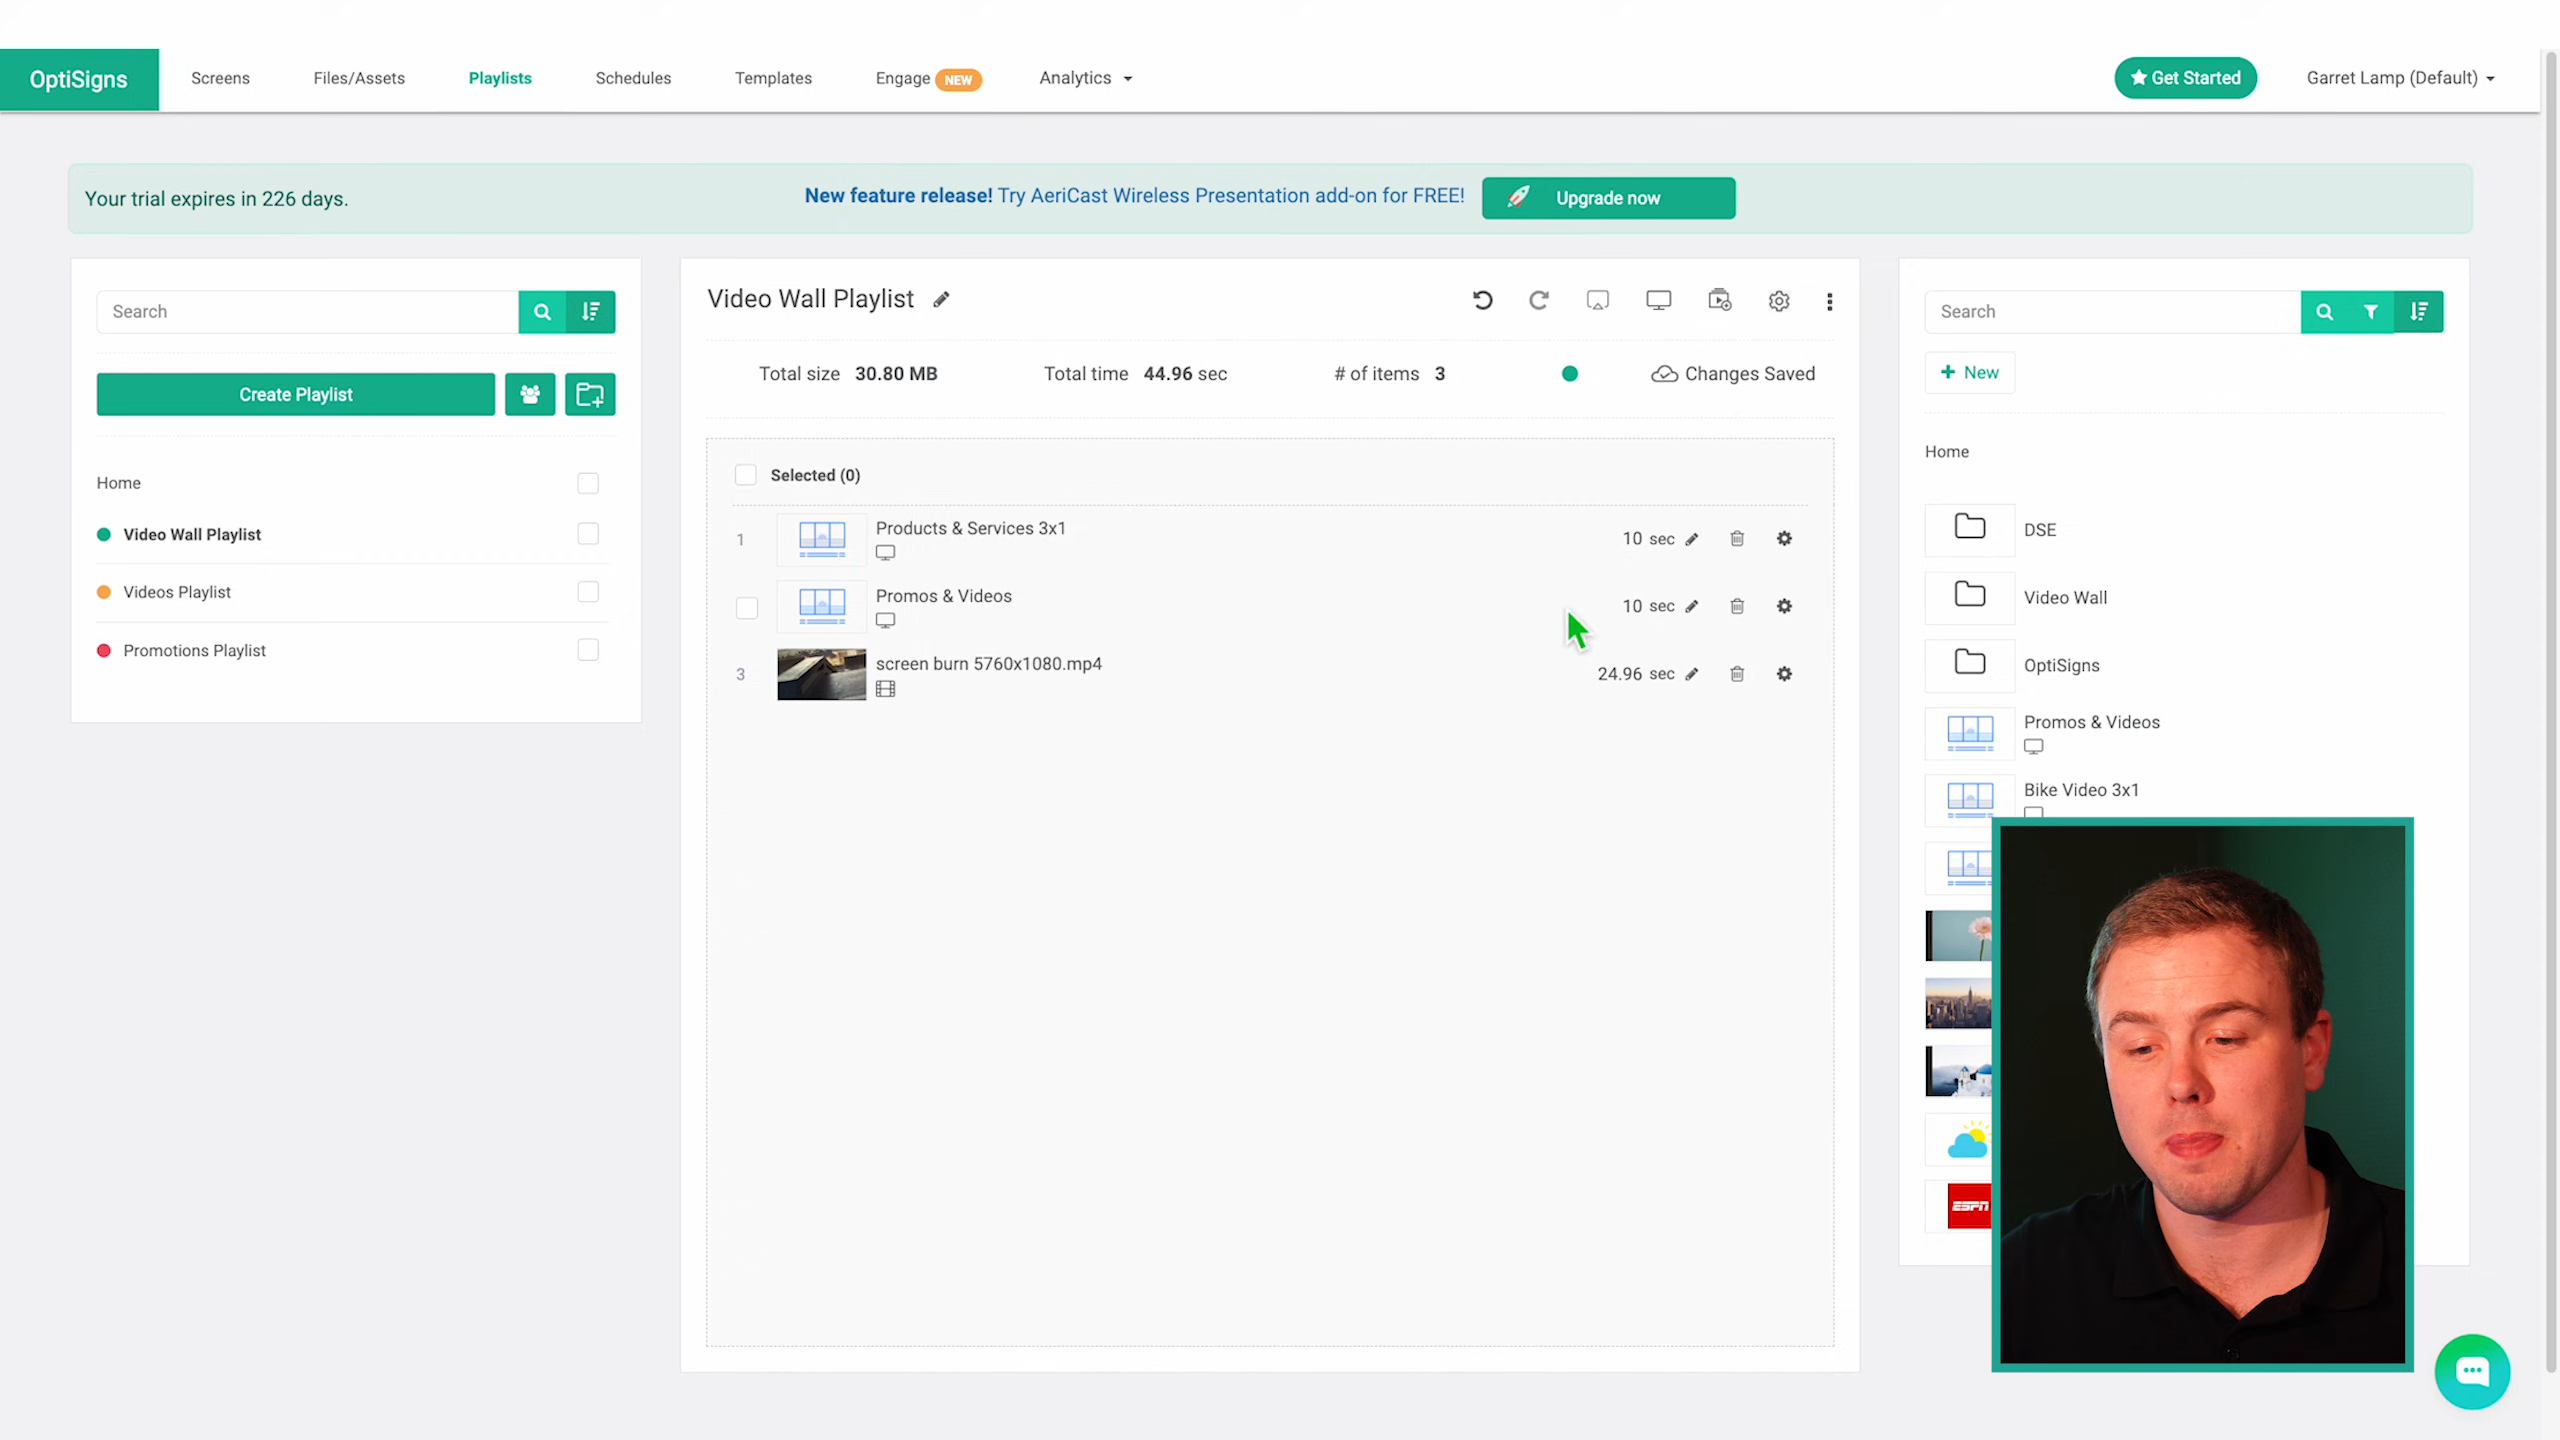 OptiSigns
Screens
Files/Assets
Playlists
Schedules
Templates
Engage NEW
Analytics
Get Started
Garret Lamp (Default)
Your trial expires in 226 days.
New feature release! Try AeriCast Wireless Presentation add-on for FREE!
Upgrade now
Search
Create Playlist
Home
Video Wall Playlist
Videos Playlist
Promotions Playlist
Video Wall Playlist
Total size 30.80 MB
Total time 44.96 sec
# of items 3
Changes Saved
Selected (0)
1
Products & Services 3x1
10 sec
Promos & Videos
10 sec
3
screen burn 5760x1080.mp4
24.96 sec
Search
+ New
Home
DSE
Video Wall
OptiSigns
Promos & Videos
Bike Video 3x1
ESPN